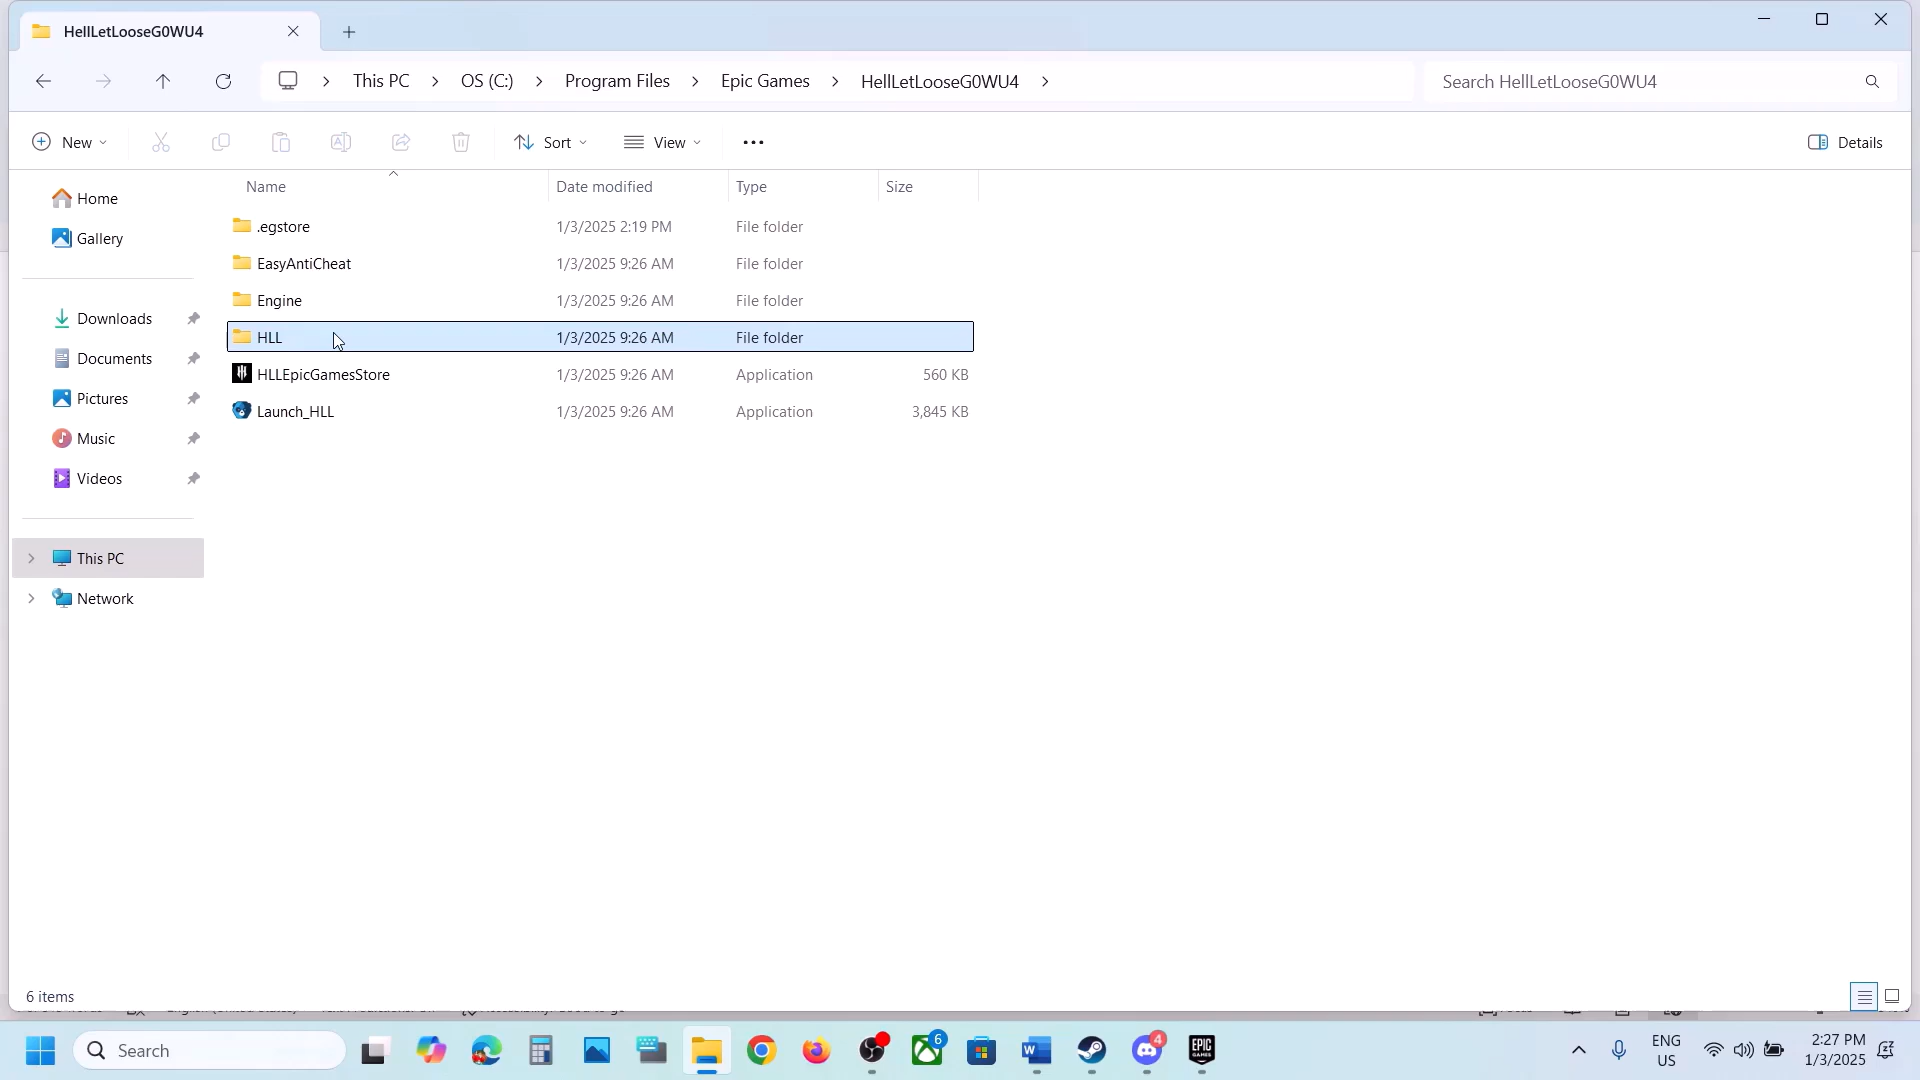 HellLetLooseG0WU4
This PC > OS (C:) > Program Files > Epic Games > HellLetLooseG0WU4 >
Search HellLetLooseG0WU4
New
Sort
View
Details
Name Date modified Type Size
.egstore 1/3/2025 2:19 PM File folder
EasyAntiCheat 1/3/2025 9:26 AM File folder
Engine 1/3/2025 9:26 AM File folder
HLL 1/3/2025 9:26 AM File folder
HLLEpicGamesStore 1/3/2025 9:26 AM Application 560 KB
Launch_HLL 1/3/2025 9:26 AM Application 3,845 KB
Home
Gallery
Downloads
Documents
Pictures
Music
Videos
This PC
Network
6 items
Search
6
4
EPIC
GAMES
ENG
US
2:27 PM
1/3/2025